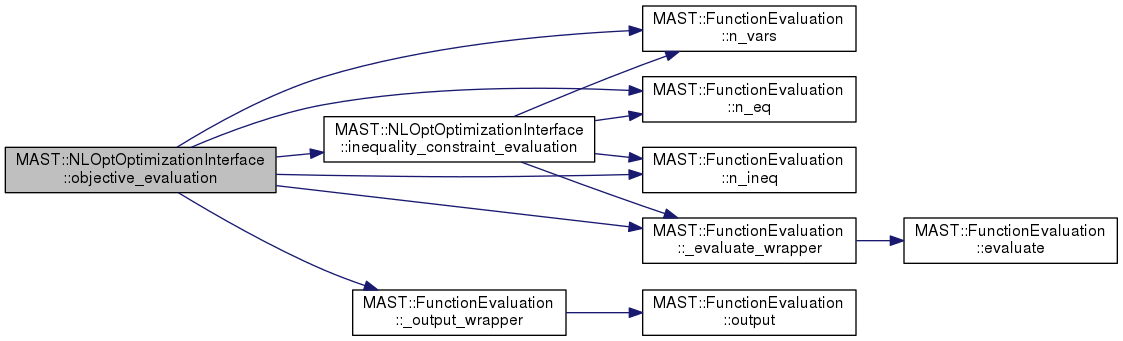 MAST::FunctionEvaluation
::n_vars
MAST::FunctionEvaluation
::n_eq
MAST::NLOptOptimizationInterface
::inequality_constraint_evaluation
MAST::NLOptOptimizationInterface
::objective_evaluation
MAST::FunctionEvaluation
::n_ineq
MAST::FunctionEvaluation
::_evaluate_wrapper
MAST::FunctionEvaluation
::evaluate
MAST::FunctionEvaluation
::_output_wrapper
MAST::FunctionEvaluation
::output